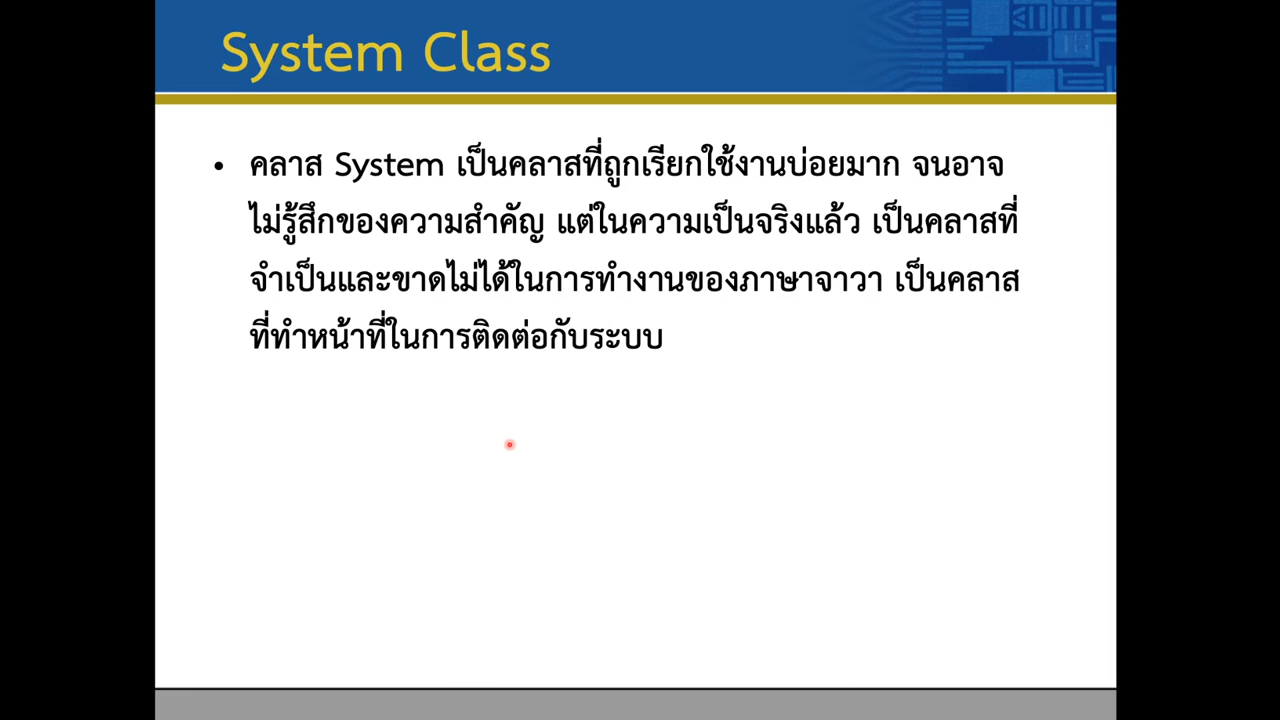 System Class
• คลาส System เป็นคลาสที่ถูกเรียกใช้งานบ่อยมาก จนอาจ
ไม่รู้สึกของความสำคัญ แต่ในความเป็นจริงแล้ว เป็นคลาสที่
จำเป็นและขาดไม่ได้ในการทำงานของภาษาจาวา เป็นคลาส
ที่ทำหน้าที่ในการติดต่อกับระบบ